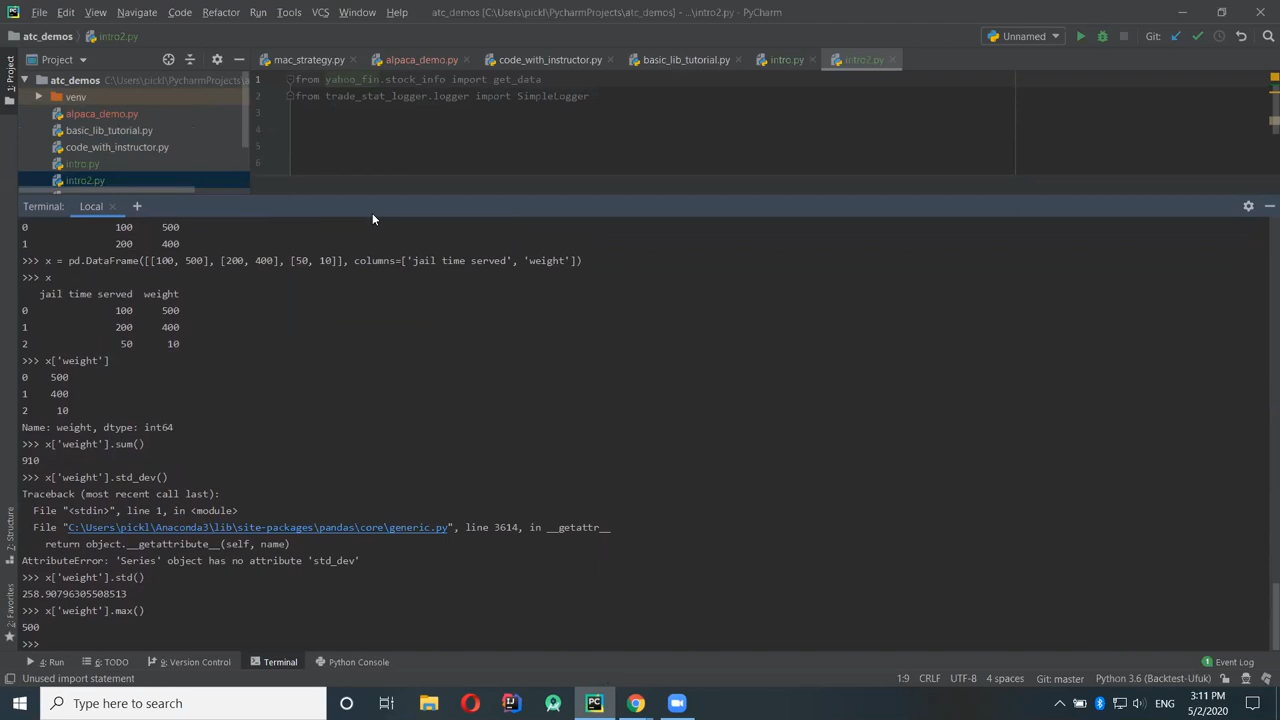 File Edit View Navigate Code Refactor Run Tools VCS Window Help atc_demos [C:\Users\pickl\PycharmProjects\atc_demos] - ...\intro2.py - PyCharm
atc_demos intro2.py Unnamed Git:
Project mac_strategy.py alpaca_demo.py code_with_instructor.py basic_lib_tutorial.py intro.py intro2.py
1: Project
atc_demos C:\Users\pickl\PycharmProjects\a
venv
alpaca_demo.py
basic_lib_tutorial.py
code_with_instructor.py
intro.py
intro2.py
1 from yahoo_fin.stock_info import get_data
2 from trade_stat_logger.logger import SimpleLogger
3
4
5
6
Terminal: Local +
0 100 500
1 200 400
>>> x = pd.DataFrame([[100, 500], [200, 400], [50, 10]], columns=['jail time served', 'weight'])
>>> x
jail time served weight
0 100 500
1 200 400
2 50 10
>>> x['weight']
0 500
1 400
2 10
Name: weight, dtype: int64
>>> x['weight'].sum()
910
>>> x['weight'].std_dev()
Traceback (most recent call last):
File "<stdin>", line 1, in <module>
File "C:\Users\pickl\Anaconda3\lib\site-packages\pandas\core\generic.py", line 3614, in __getattr__
return object.__getattribute__(self, name)
AttributeError: 'Series' object has no attribute 'std_dev'
>>> x['weight'].std()
258.90796305508513
>>> x['weight'].max()
500
>>>
Z: Structure
2: Favorites
4: Run 6: TODO 9: Version Control Terminal Python Console 1 Event Log
Unused import statement 1:9 CRLF UTF-8 4 spaces Git: master Python 3.6 (Backtest-Ufuk)
Type here to search PC ENG 3:11 PM
5/2/2020